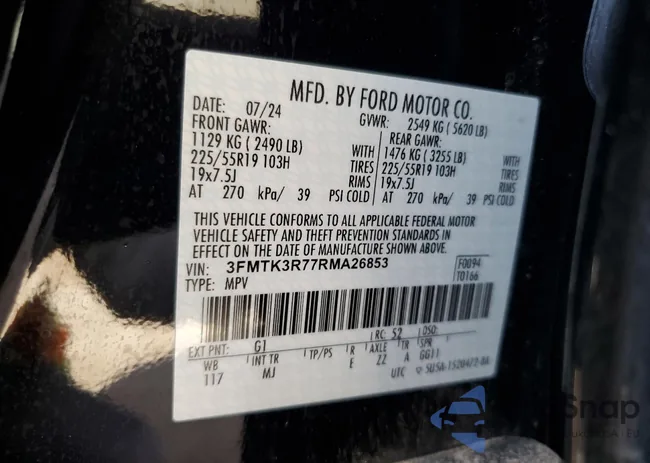 MFD. BY FORD MOTOR CO.
DATE: 07/24 GVWR: 2549 KG ( 5620 LB)
FRONT GAWR: REAR GAWR:
1129 KG ( 2490 LB) WITH 1476 KG ( 3255 LB) WITH
225/55R19 103H TIRES 225/55R19 103H TIRES
19x7.5J RIMS 19x7.5J RIMS
AT 270 kPa/ 39 PSI COLD AT 270 kPa/ 39 PSI COLD
THIS VEHICLE CONFORMS TO ALL APPLICABLE FEDERAL MOTOR
VEHICLE SAFETY AND THEFT PREVENTION STANDARDS IN
EFFECT ON THE DATE OF MANUFACTURE SHOWN ABOVE.
VIN: 3FMTK3R77RMA26853 F0094
TYPE: MPV T0166
EXT PNT: G1 RC: 52 DSO:
WB INT TR TP/PS R AXLE TR SPR
117 MJ E Z2 A GG11
UTC
Snap